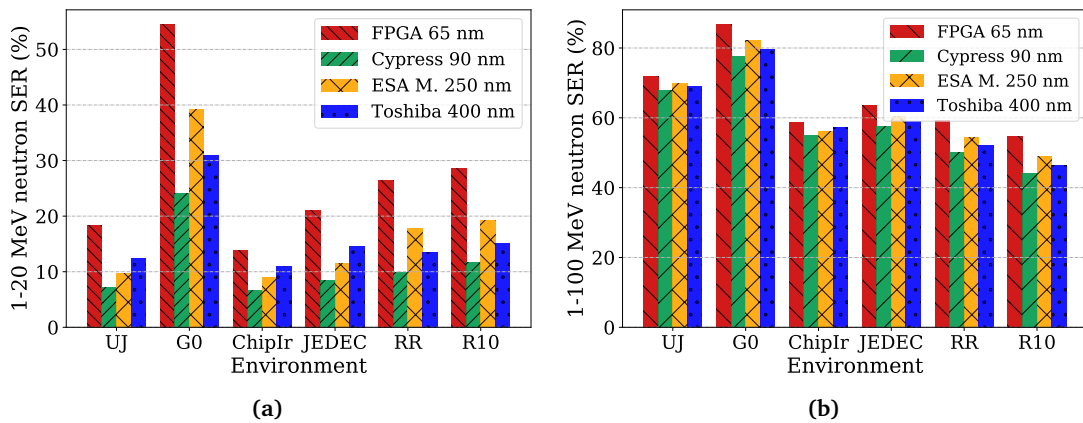 1-20 MeV neutron SER (%)
50
40
30
20
10
0
FPGA 65 nm
Cypress 90 nm
ESA M. 250 nm
Toshiba 400 nm
UJ G0 ChipIr JEDEC RR R10
Environment
(a)
1-100 MeV neutron SER (%)
80
60
40
20
0
FPGA 65 nm
Cypress 90 nm
ESA M. 250 nm
Toshiba 400 nm
UJ G0 ChipIr JEDEC RR R10
Environment
(b)